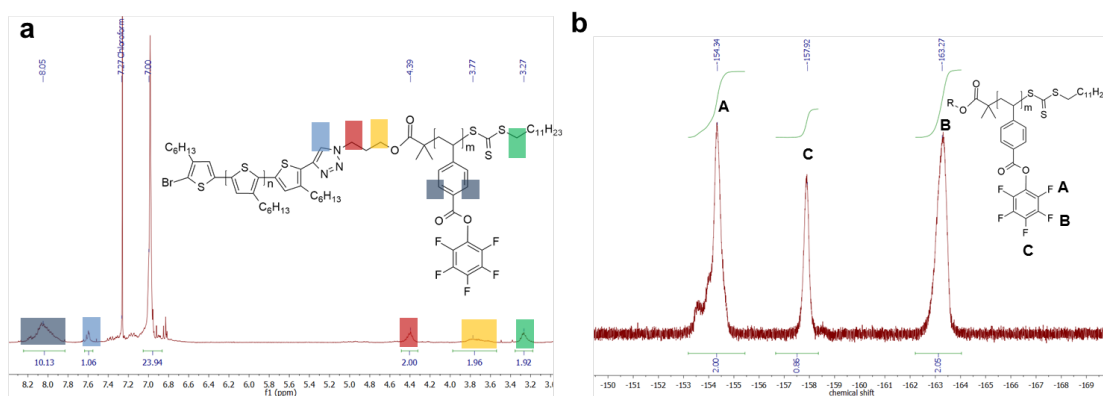 a
8.05
7.27 Chloroform
7.00
4.39
3.77
3.27
C6H13
Br
S
S
n
C6H13
S
C6H13
N
N
N
O
O
m
S
S
S
C11H23
O
O
F
F
F
F
F
10.13
1.06
23.94
2.00
1.96
1.92
8.2
8.0
7.8
7.6
7.4
7.2
7.0
6.8
6.6
6.4
6.2
6.0
5.8
5.6
5.4
5.2
5.0
4.8
4.6
4.4
4.2
4.0
3.8
3.6
3.4
3.2
f1 (ppm)
b
-154.34
-157.92
-163.27
A
C
B
R
O
O
m
S
S
S
C11H2
O
O
F
F
F
F
F
A
B
C
2.00
0.86
2.05
-150
-151
-152
-153
-154
-155
-156
-157
-158
-159
-160
-161
-162
-163
-164
-165
-166
-167
-168
-169
chemical shift